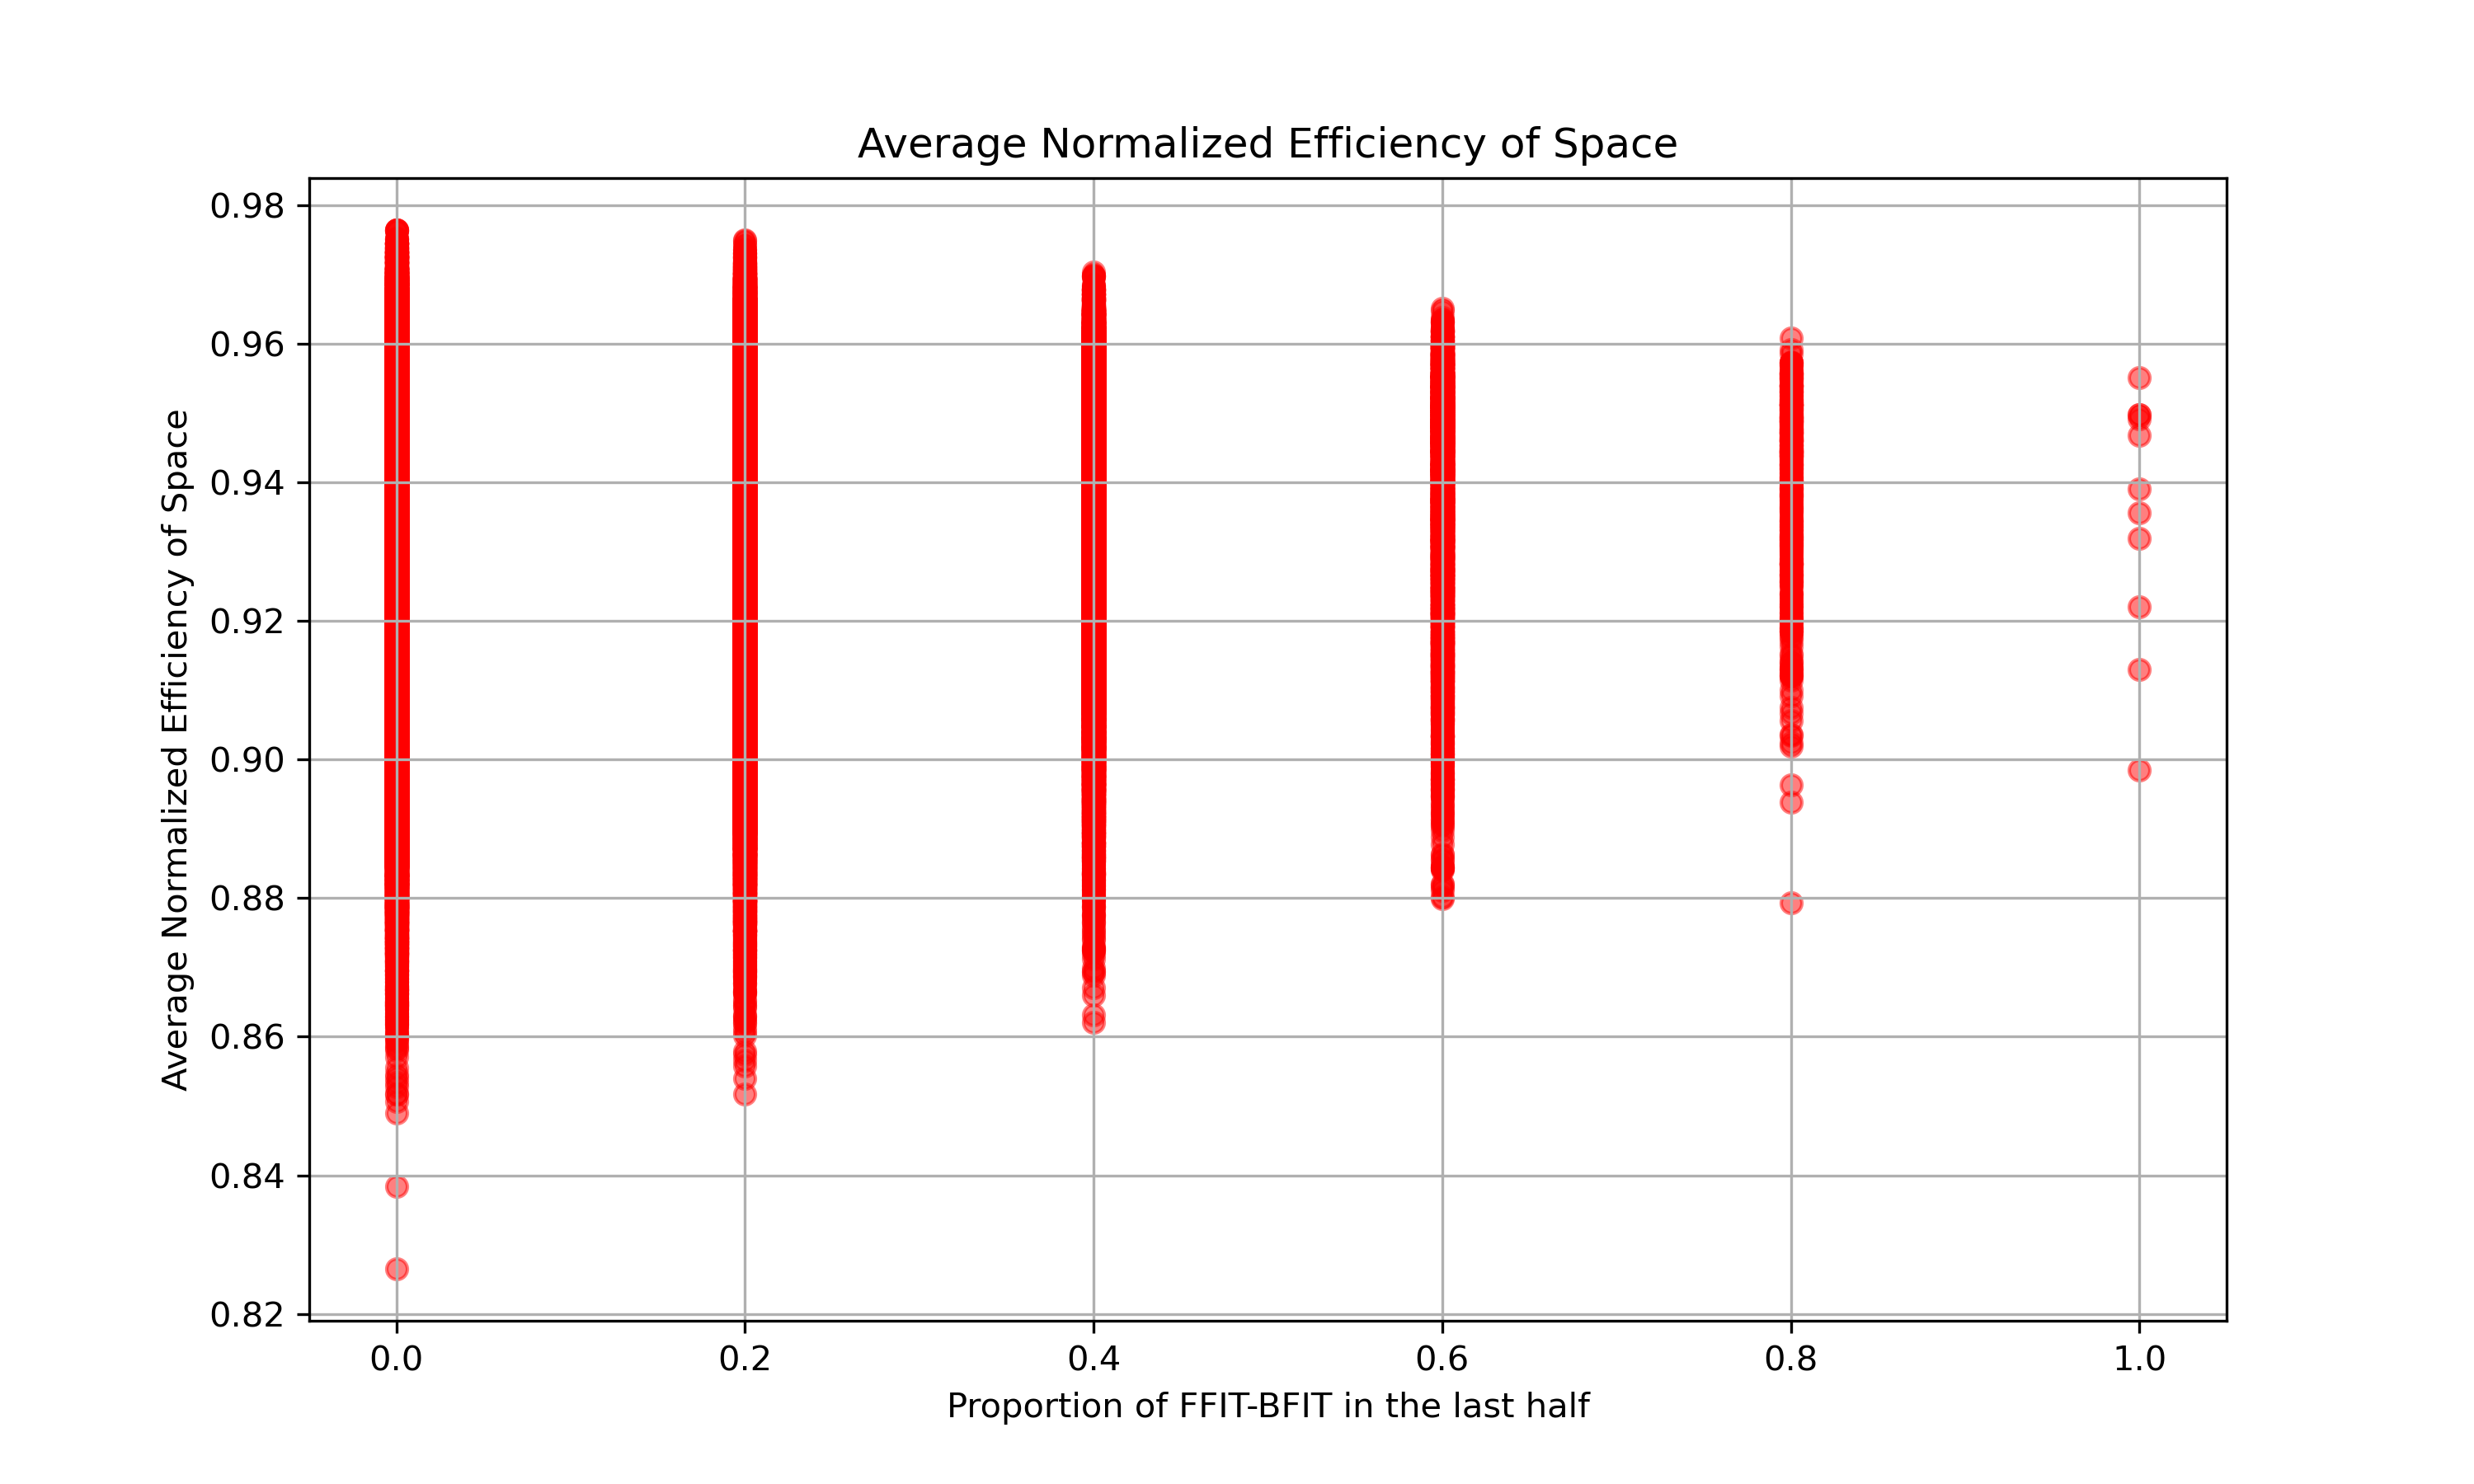 Average Normalized Efficiency of Space
0.98
0.96
0.94
0.92
0.90
0.88
0.86
0.84
0.82
Average Normalized Efficiency of Space
0.0 0.2 0.4 0.6 0.8 1.0
Proportion of FFIT-BFIT in the last half